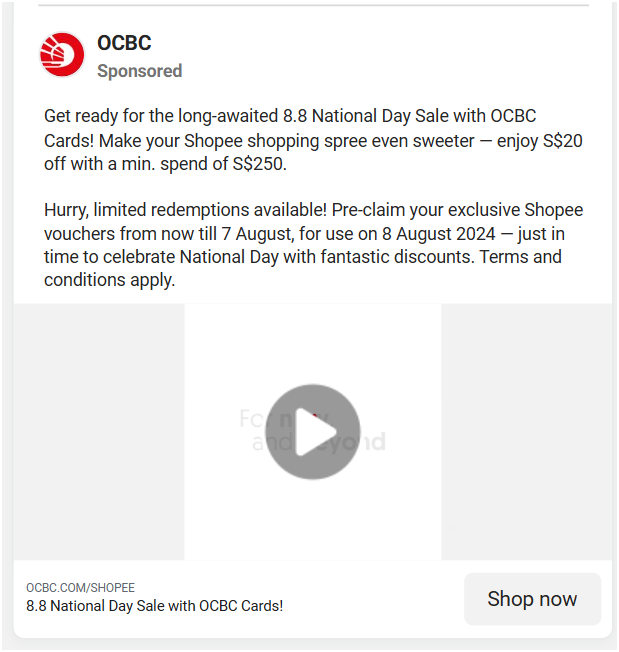 OCBC
Sponsored
Get ready for the long-awaited 8.8 National Day Sale with OCBC
Cards! Make your Shopee shopping spree even sweeter — enjoy S$20
off with a min. spend of S$250.
Hurry, limited redemptions available! Pre-claim your exclusive Shopee
vouchers from now till 7 August, for use on 8 August 2024 — just in
time to celebrate National Day with fantastic discounts. Terms and
conditions apply.
For now
and beyond
OCBC.COM/SHOPEE
8.8 National Day Sale with OCBC Cards!
Shop now